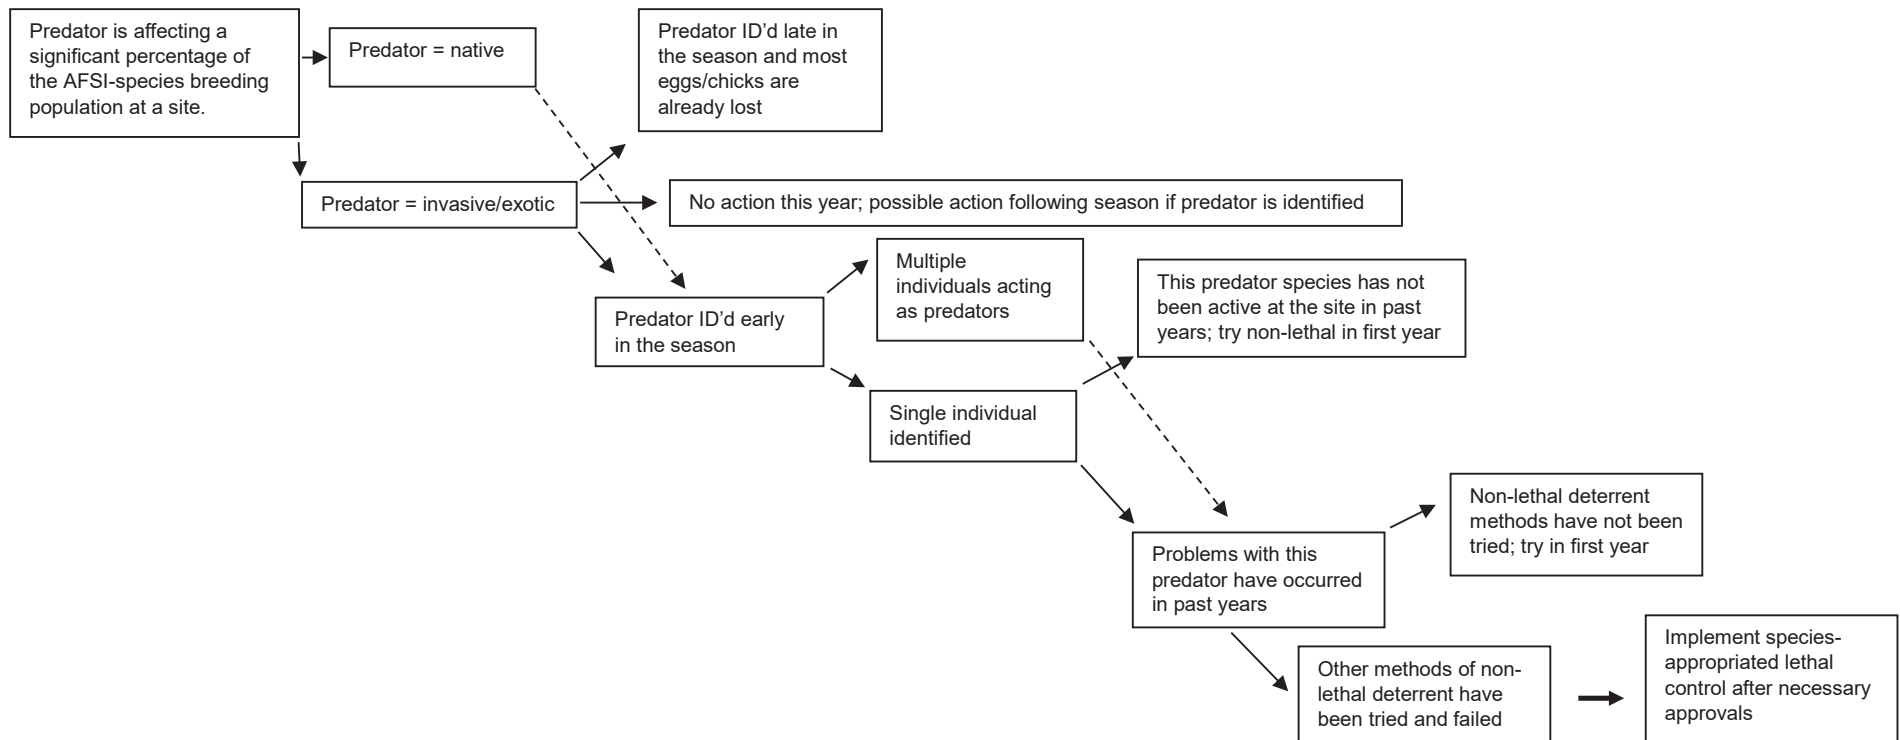 Predator is affecting a
significant percentage of
the AFSI-species breeding
population at a site.
Predator = native
Predator ID’d late in
the season and most
eggs/chicks are
already lost
Predator = invasive/exotic
No action this year; possible action following season if predator is identified
Multiple
individuals acting
as predators
This predator species has not
been active at the site in past
years; try non-lethal in first year
Predator ID’d early
in the season
Single individual
identified
Non-lethal deterrent
methods have not been
tried; try in first year
Problems with this
predator have occurred
in past years
Other methods of non-
lethal deterrent have
been tried and failed
Implement species-
appropriated lethal
control after necessary
approvals